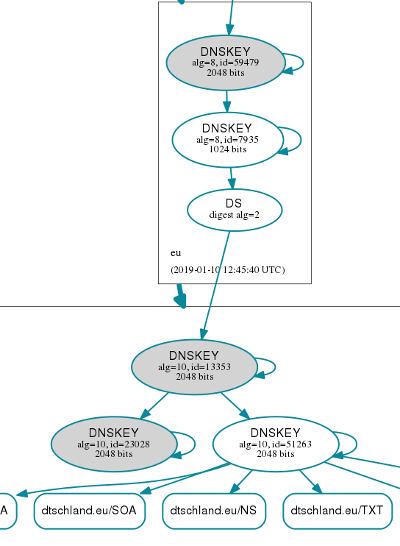 DNSKEY
alg=8, id=59479
2048 bits
DNSKEY
alg=8, id=7935
1024 bits
DS
digest alg=2
eu
(2019-01-10 12:45:40 UTC)
DNSKEY
alg=10, id=13353
2048 bits
DNSKEY
alg=10, id=23028
2048 bits
DNSKEY
alg=10, id=51263
2048 bits
A
dtschland.eu/SOA
dtschland.eu/NS
dtschland.eu/TXT